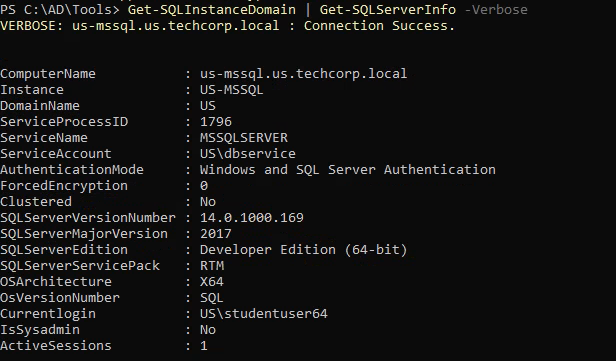 PS C:\AD\Tools> Get-SQLInstanceDomain | Get-SQLServerInfo -Verbose
VERBOSE: us-mssql.us.techcorp.local : Connection Success.
ComputerName : us-mssql.us.techcorp.local
Instance : US-MSSQL
DomainName : US
ServiceProcessID : 1796
ServiceName : MSSQLSERVER
ServiceAccount : US\dbservice
AuthenticationMode : Windows and SQL Server Authentication
ForcedEncryption : 0
Clustered : No
SQLServerVersionNumber : 14.0.1000.169
SQLServerMajorVersion : 2017
SQLServerEdition : Developer Edition (64-bit)
SQLServerServicePack : RTM
OSArchitecture : X64
OsVersionNumber : SQL
Currentlogin : US\studentuser64
IsSysadmin : No
ActiveSessions : 1